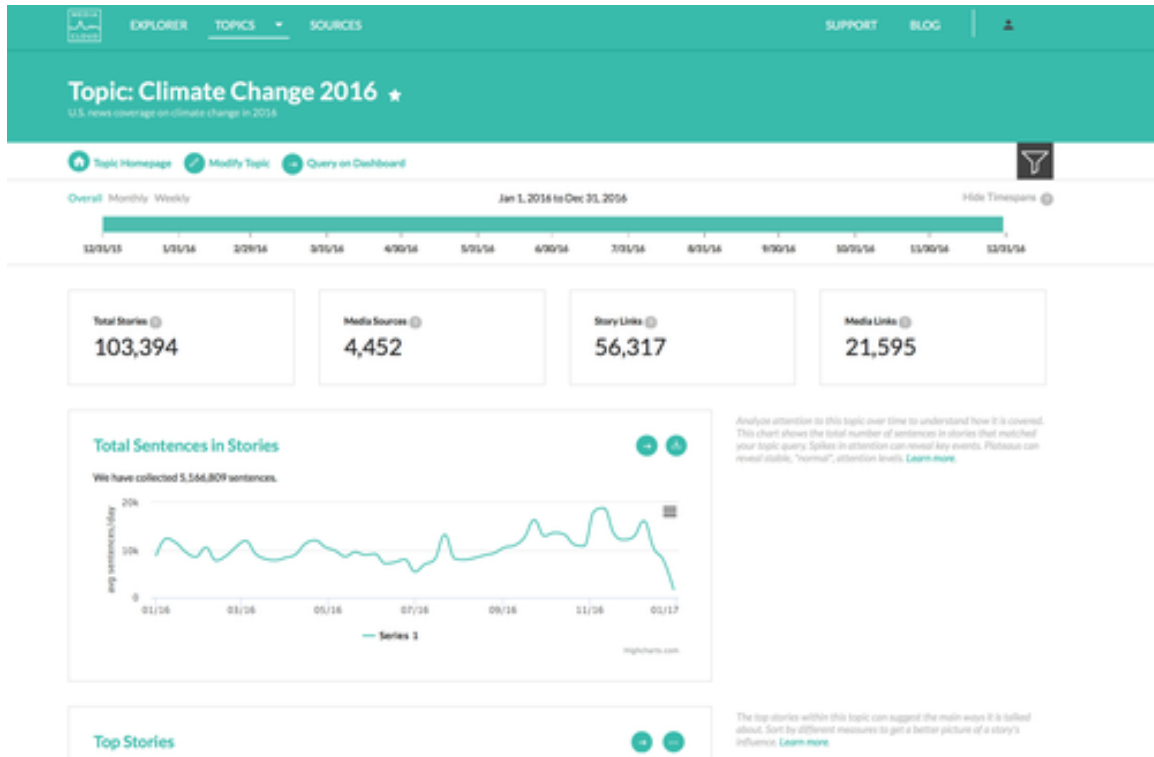 MEDIA
CLOUD
EXPLORER TOPICS SOURCES SUPPORT BLOG
Topic: Climate Change 2016
U.S. news coverage on climate change in 2016
Topic Homepage Modify Topic Query on Dashboard
Overall Monthly Weekly Jan 1, 2016 to Dec 31, 2016 Hide Timespans
12/31/15 1/31/16 2/29/16 3/31/16 4/30/16 5/31/16 6/30/16 7/31/16 8/31/16 9/30/16 10/31/16 11/30/16 12/31/16
Total Stories Media Sources Story Links Media Links
103,394 4,452 56,317 21,595
Total Sentences in Stories
We have collected 5,166,809 sentences.
avg sentences/day
20k
10k
0
01/16 03/16 05/16 07/16 09/16 11/16 01/17
Series 1
Highcharts.com
Analyze attention to this topic over time to understand how it is covered.
This chart shows the total number of sentences in stories that matched
your topic query. Spikes in attention can reveal key events. Plateaus can
reveal stable, "normal", attention levels. Learn more.
Top Stories
The top stories within this topic can suggest the main ways it is talked
about. Sort by different measures to get a better picture of a story's
influence. Learn more.